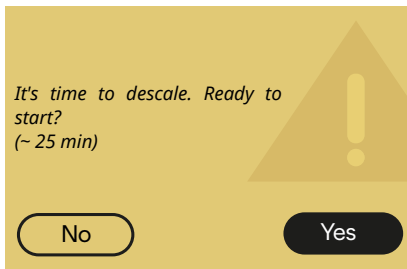 It's time to descale. Ready to
start?
(~ 25 min)
No
Yes